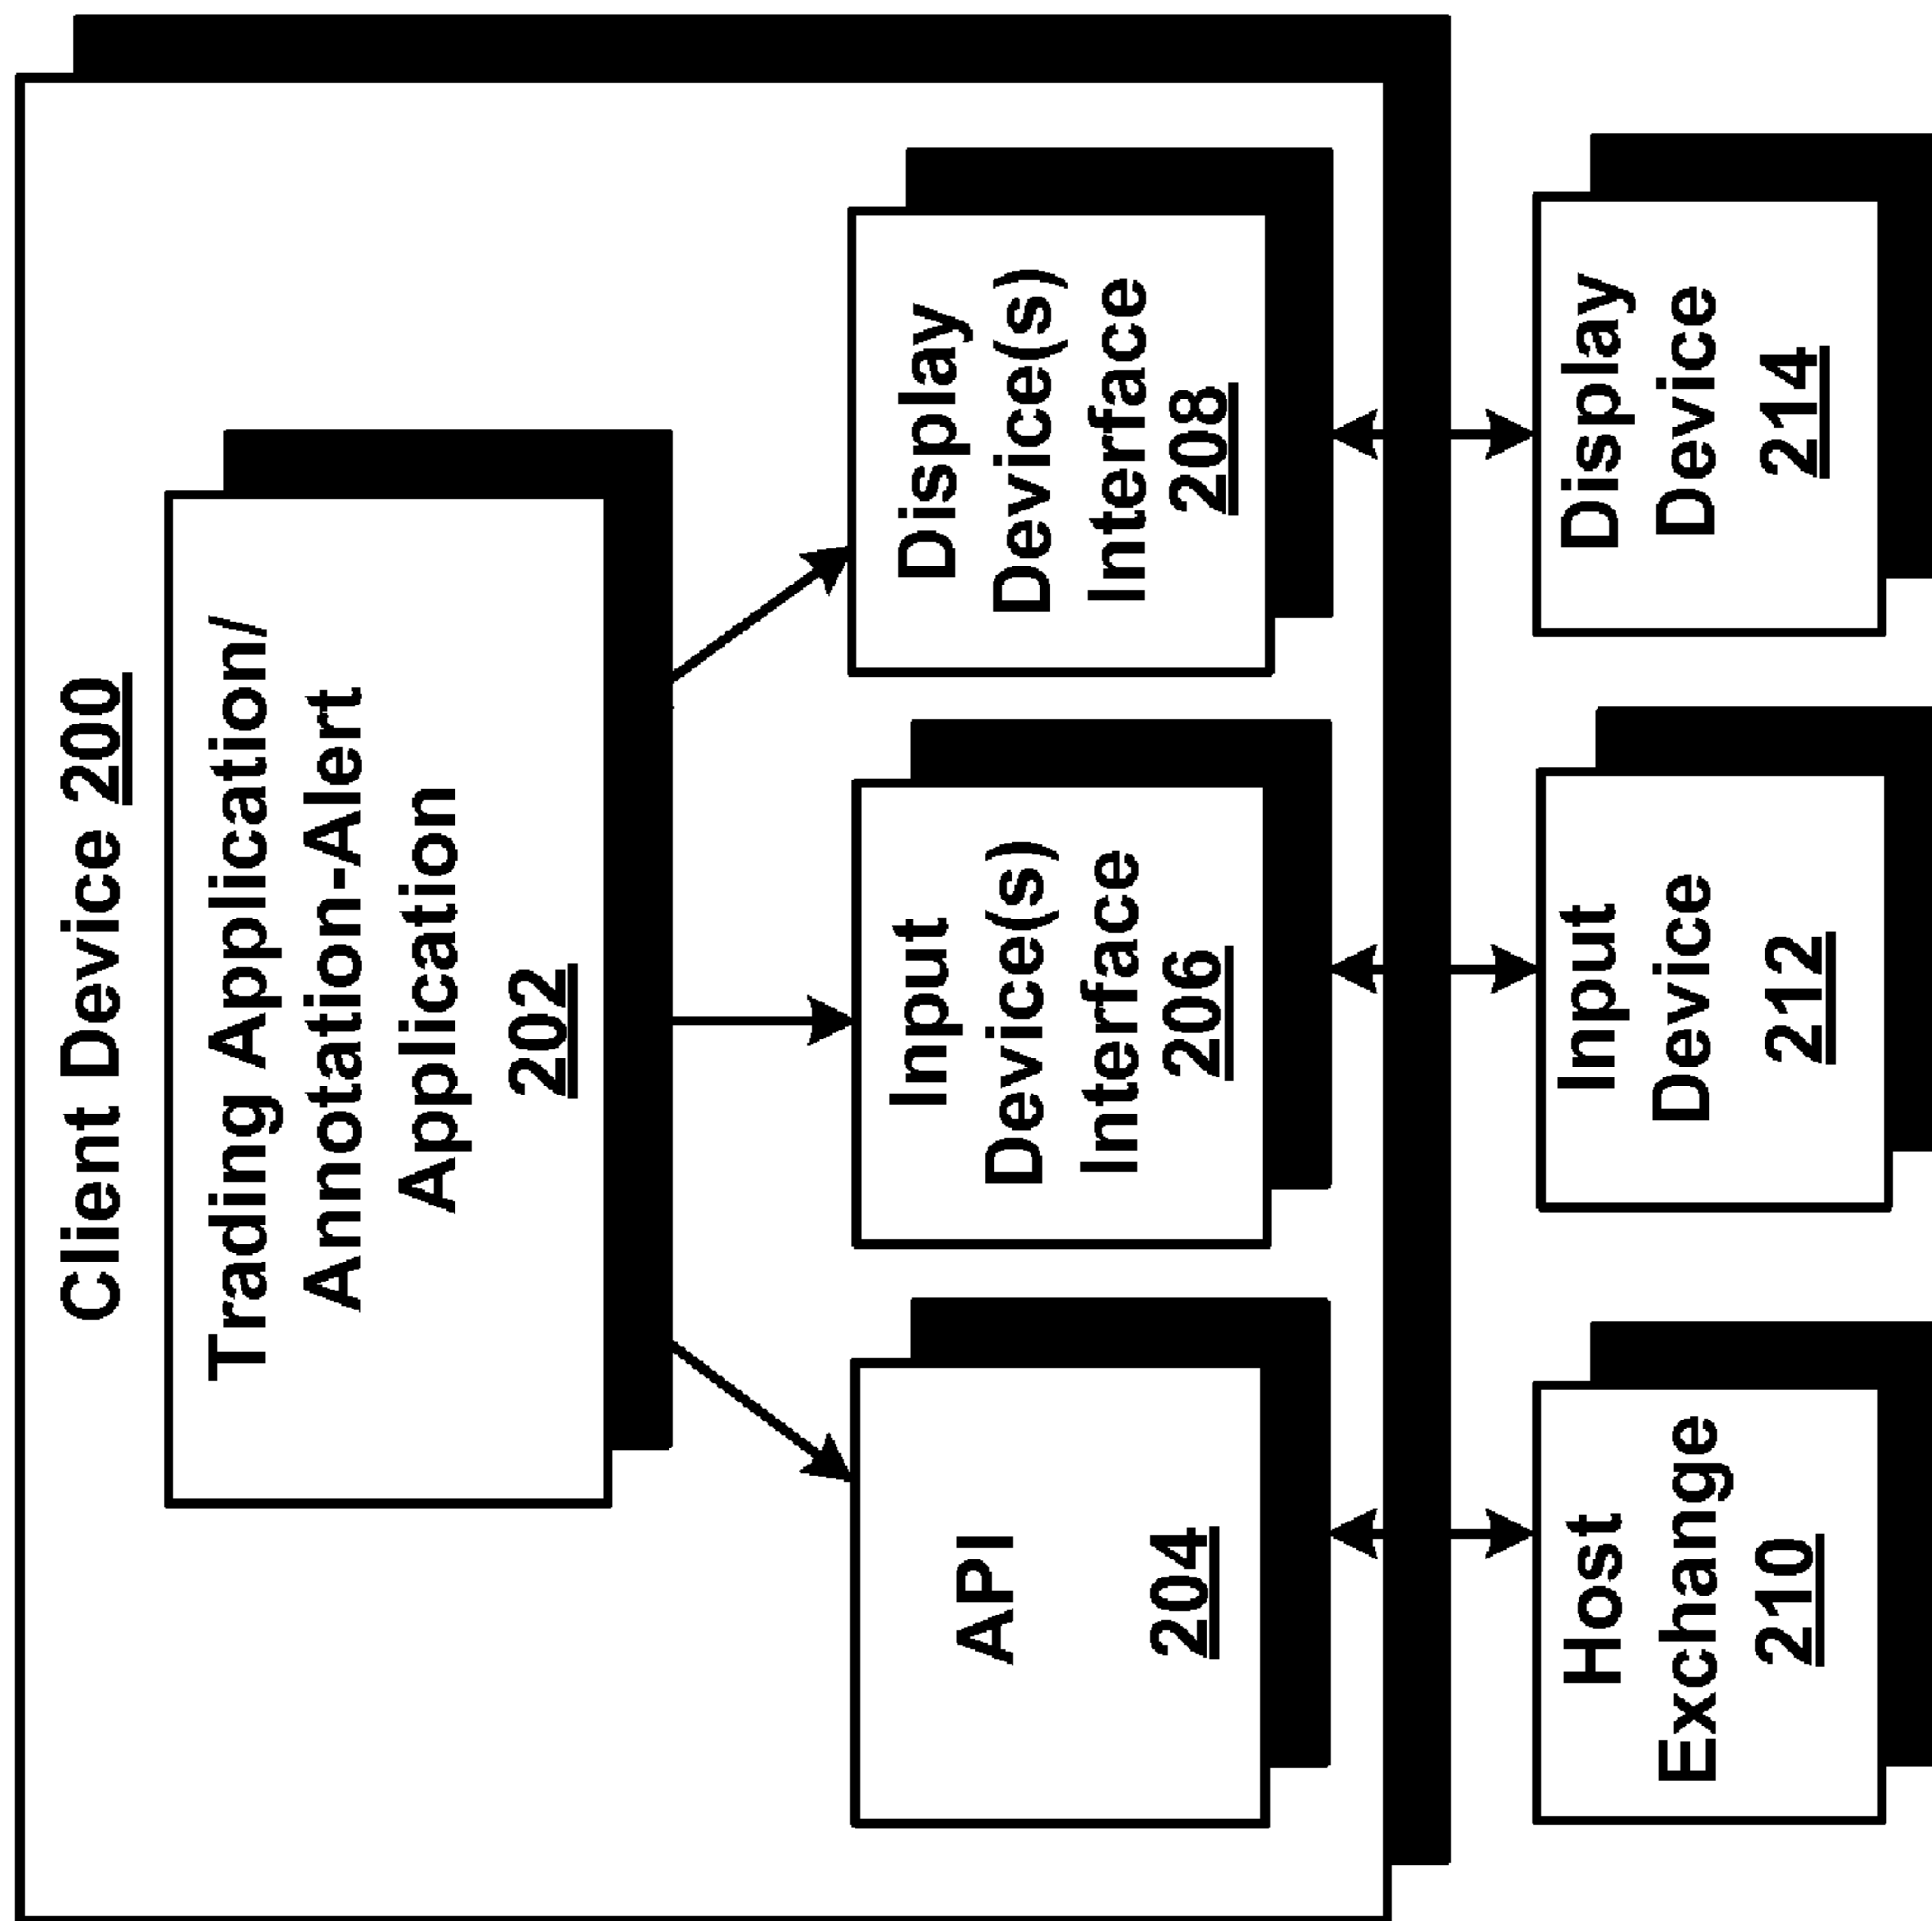 Client Device 200
Trading Application/
Annotation-Alert
Application
202
API
204
Input
Device(s)
Interface
206
Display
Device(s)
Interface
208
Host
Exchange
210
Input
Device
212
Display
Device
214